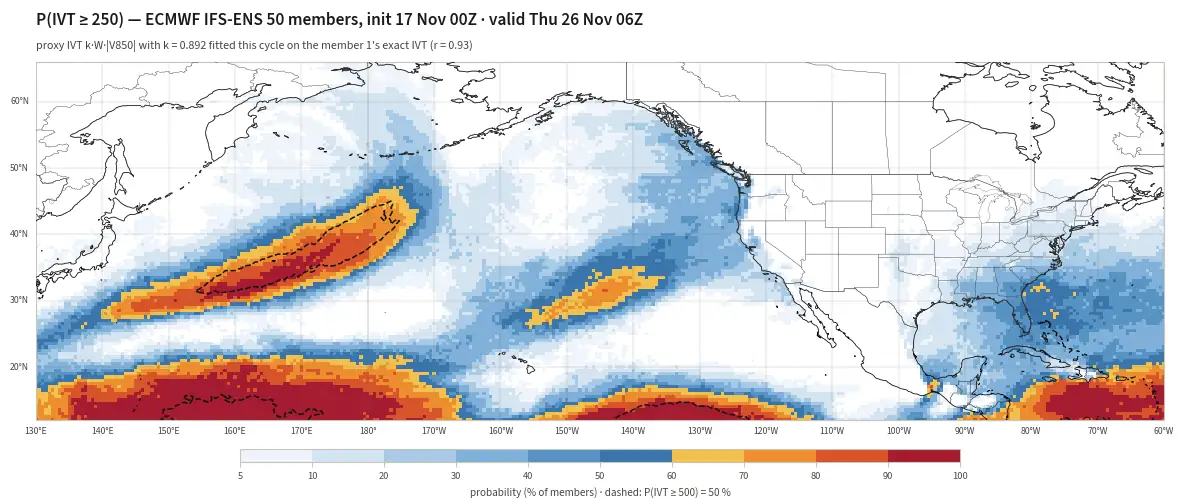 P(IVT ≥ 250) — ECMWF IFS-ENS 50 members, init 17 Nov 00Z · valid Thu 26 Nov 06Z
proxy IVT k·W·|V850| with k = 0.892 fitted this cycle on the member 1's exact IVT (r = 0.93)
60°N
50°N
40°N
30°N
20°N
130°E 140°E 150°E 160°E 170°E 180° 170°W 160°W 150°W 140°W 130°W 120°W 110°W 100°W 90°W 80°W 70°W 60°W
5 10 20 30 40 50 60 70 80 90 100
probability (% of members) · dashed: P(IVT ≥ 500) = 50 %